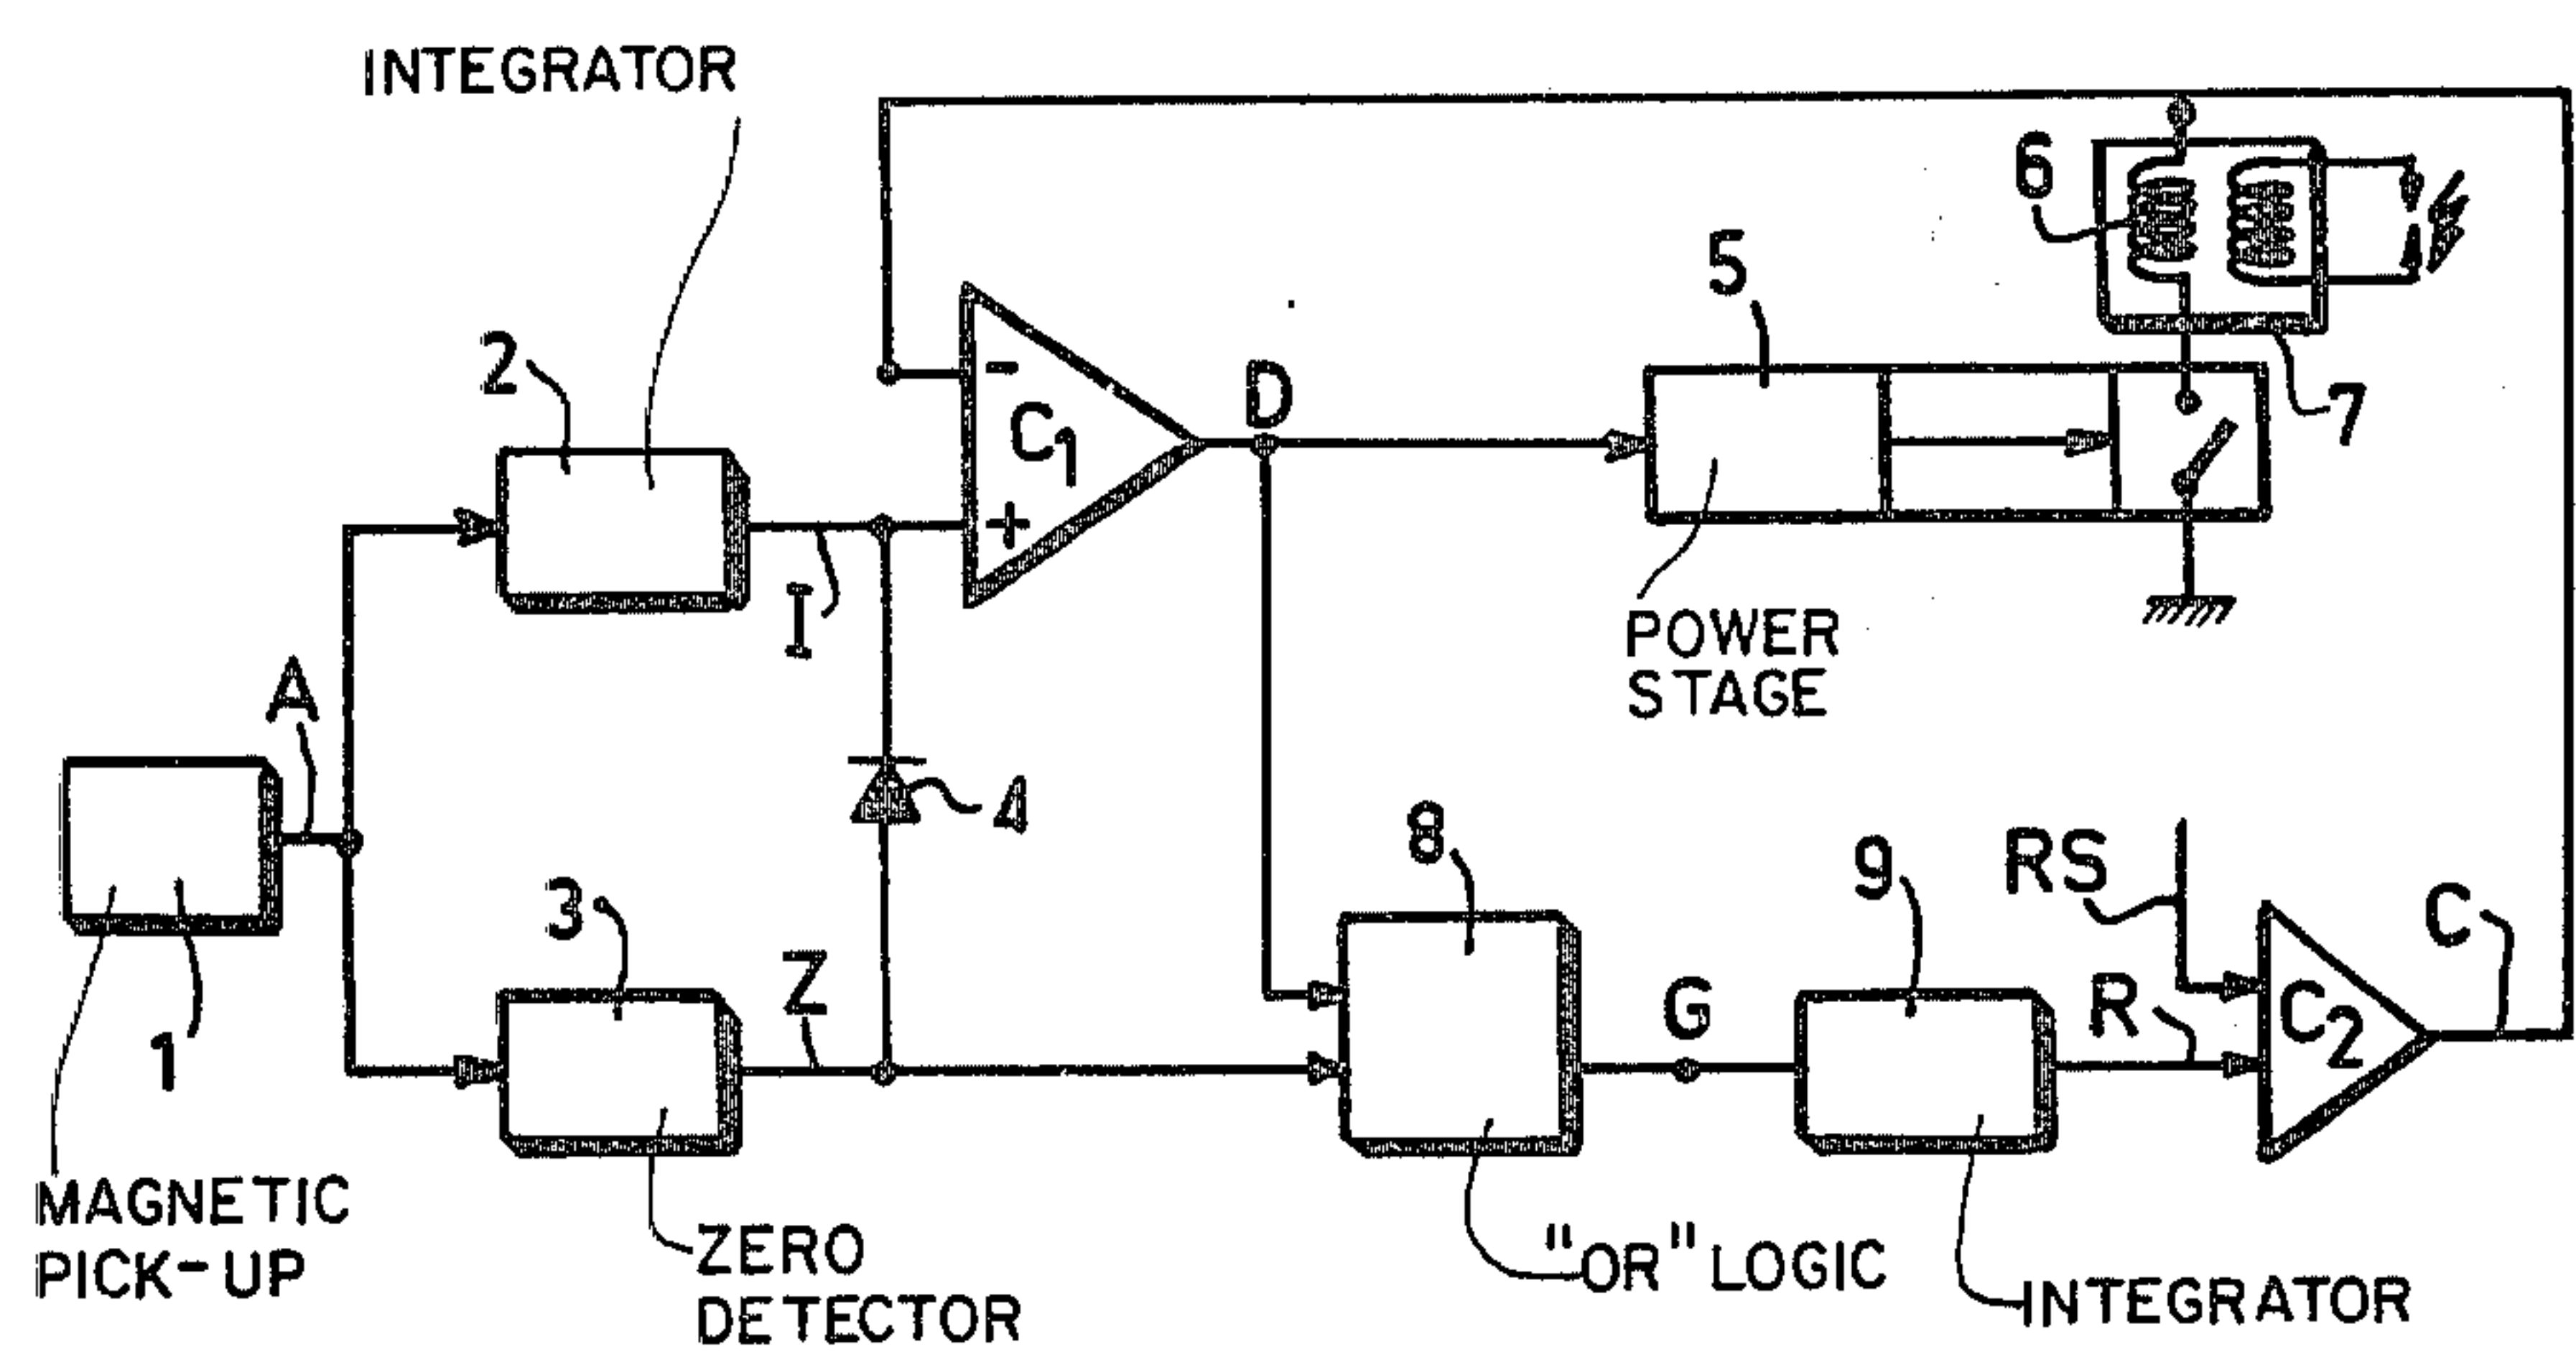 INTEGRATOR
6
5
2
-
C1
D
7
+
I
POWER
STAGE
A
4
8
RS
9
C
3
Z
G
R
C2
1
MAGNETIC
PICK-UP
ZERO
DETECTOR
"OR" LOGIC
INTEGRATOR